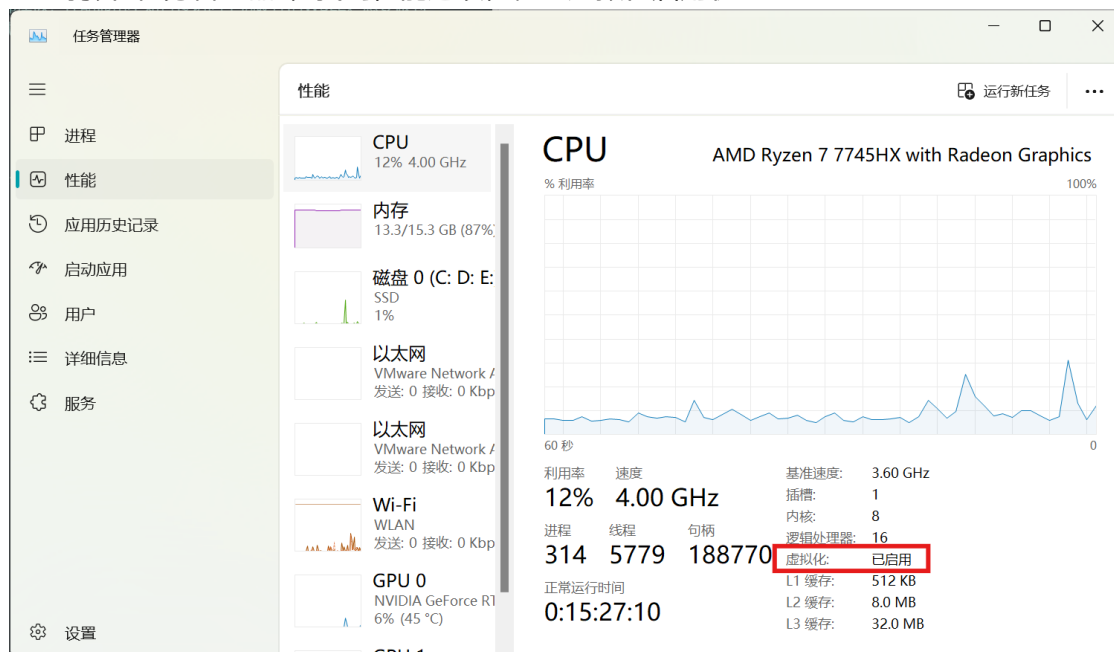 任务管理器
性能
运行新任务
进程
性能
应用历史记录
启动应用
用户
详细信息
服务
设置
CPU
12% 4.00 GHz
内存
13.3/15.3 GB (87%)
磁盘 0 (C: D: E:
SSD
1%
以太网
VMware Network A
发送: 0 接收: 0 Kbp
以太网
VMware Network A
发送: 0 接收: 0 Kbp
Wi-Fi
WLAN
发送: 0 接收: 0 Kbp
GPU 0
NVIDIA GeForce RT
6% (45 °C)
CPU
AMD Ryzen 7 7745HX with Radeon Graphics
% 利用率 100%
60 秒 0
利用率 速度
12% 4.00 GHz
进程 线程 句柄
314 5779 188770
正常运行时间
0:15:27:10
基准速度: 3.60 GHz
插槽: 1
内核: 8
逻辑处理器: 16
虚拟化: 已启用
L1 缓存: 512 KB
L2 缓存: 8.0 MB
L3 缓存: 32.0 MB